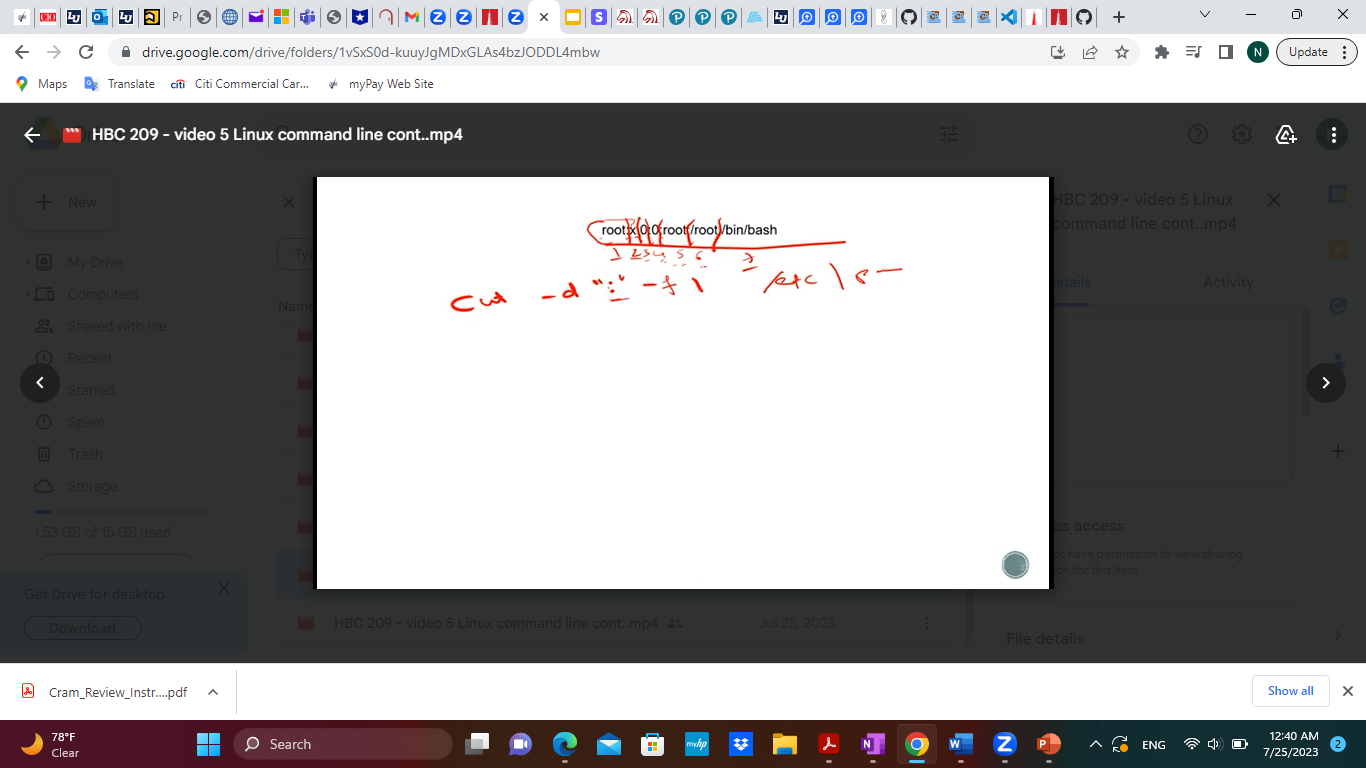 citi
Update
drive.google.com/drive/folders/1vSxS0d-kuuyJgMDxGLAs4bzJODDL4mbw
Maps
Translate
citi Citi Commercial Car...
myPay Web Site
HBC 209 - video 5 Linux command line cont..mp4
New
HBC 209 - video 5 Linux
command line cont..mp4
My Drive
Computers
Shared with me
Recent
Starred
Spam
Trash
Storage
1.53 GB of 15 GB used
Get Drive for desktop
Download
Name
root:x:0:0:root:/root:/bin/bash
1 2 3 4 5 6 7
Cut -d ":" -f 1 /etc \
HBC 209 - video 5 Linux command line cont..mp4
Jul 23, 2023
Details
Activity
as access
ot have permission to view sharing
on for this item
File details
Cram_Review_Instr....pdf
Show all
78°F
Clear
Search
ENG
12:40 AM
7/25/2023
2